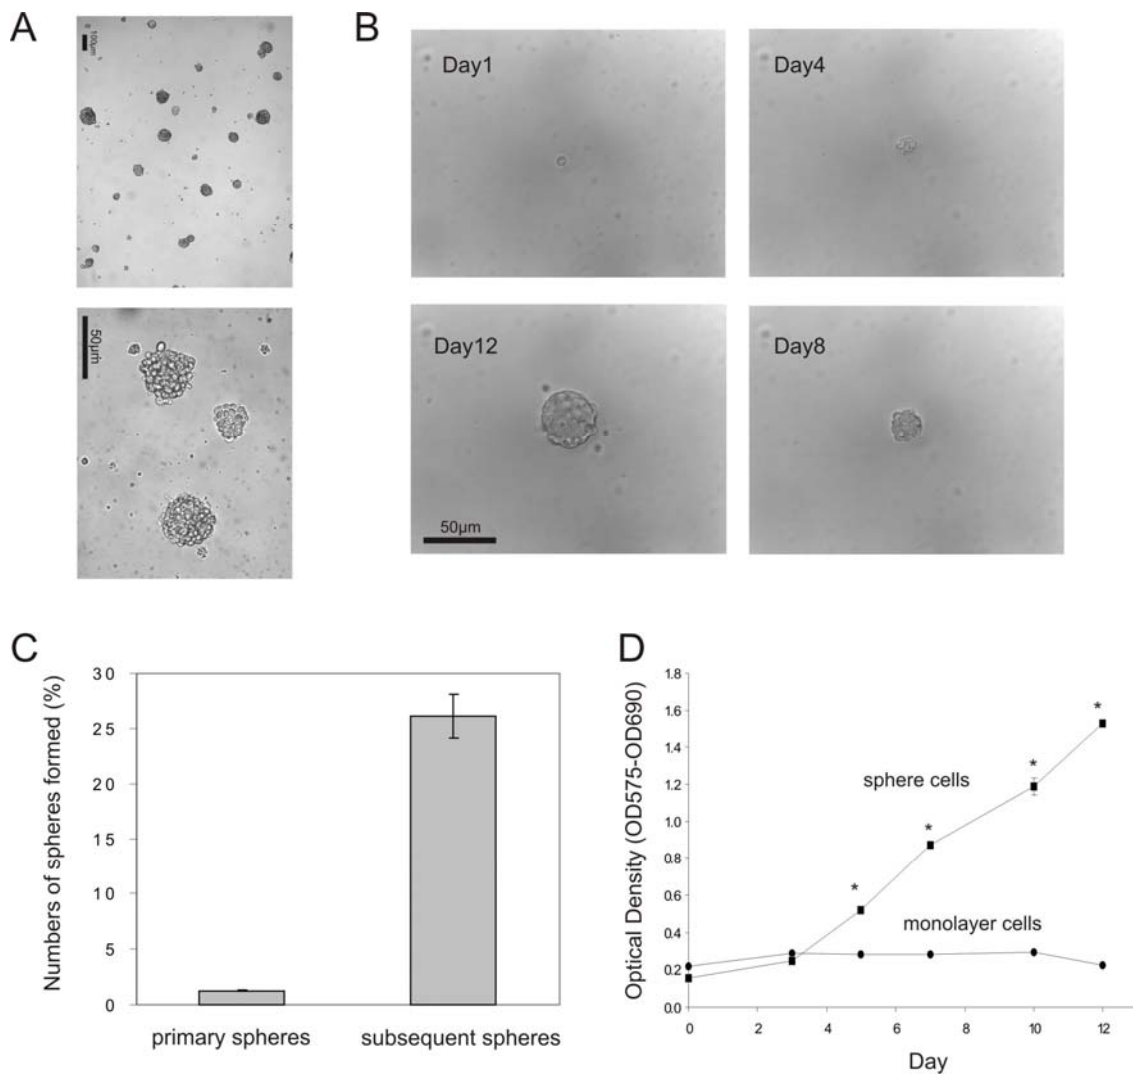 A
B
100μm
50μm
Day1
Day4
Day12
Day8
50μm
C
Numbers of spheres formed (%)
30
25
20
15
10
5
0
primary spheres
subsequent spheres
D
Optical Density (OD575-OD690)
1.8
1.6
1.4
1.2
1.0
0.8
0.6
0.4
0.2
0.0
*
*
*
*
sphere cells
monolayer cells
0 2 4 6 8 10 12
Day